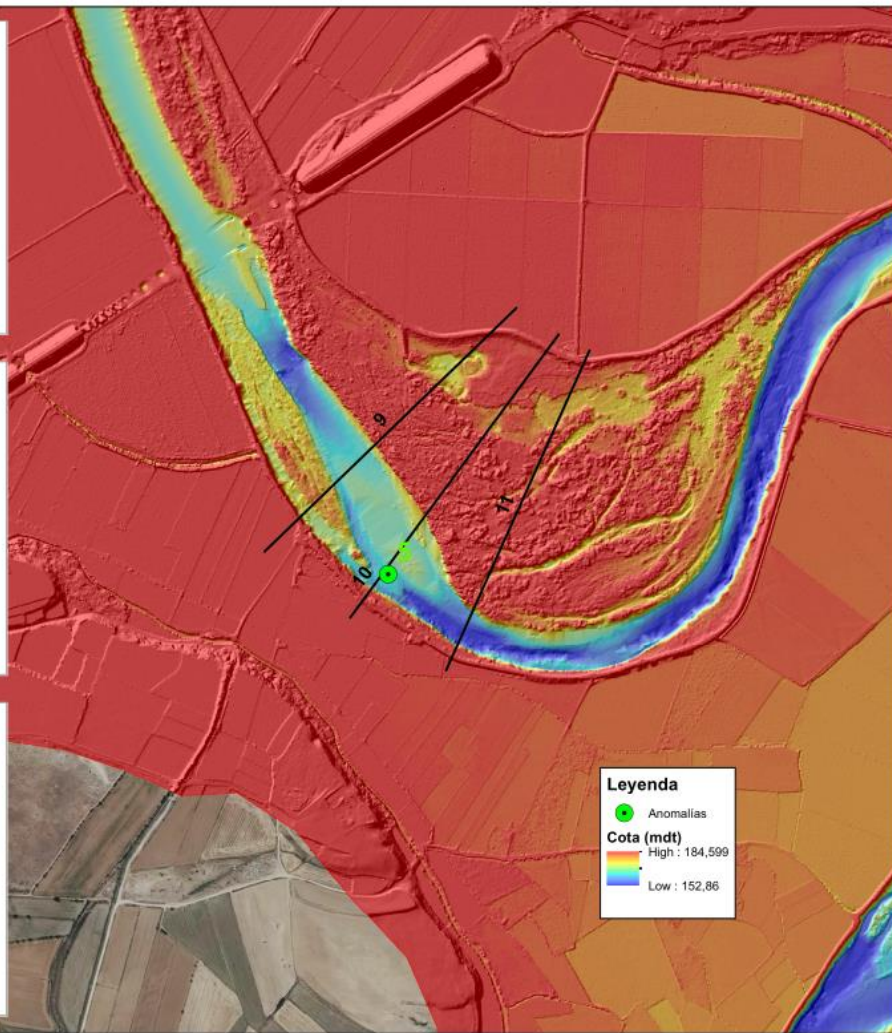 9
11
10
Leyenda
Anomalías
Cota (mdt)
High : 184,599
Low : 152,86